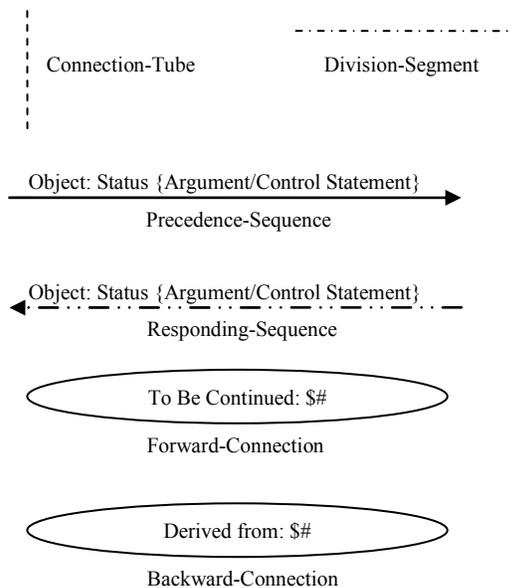 Connection-Tube
Division-Segment
Object: Status {Argument/Control Statement}
Precedence-Sequence
Object: Status {Argument/Control Statement}
Responding-Sequence
To Be Continued: $#
Forward-Connection
Derived from: $#
Backward-Connection